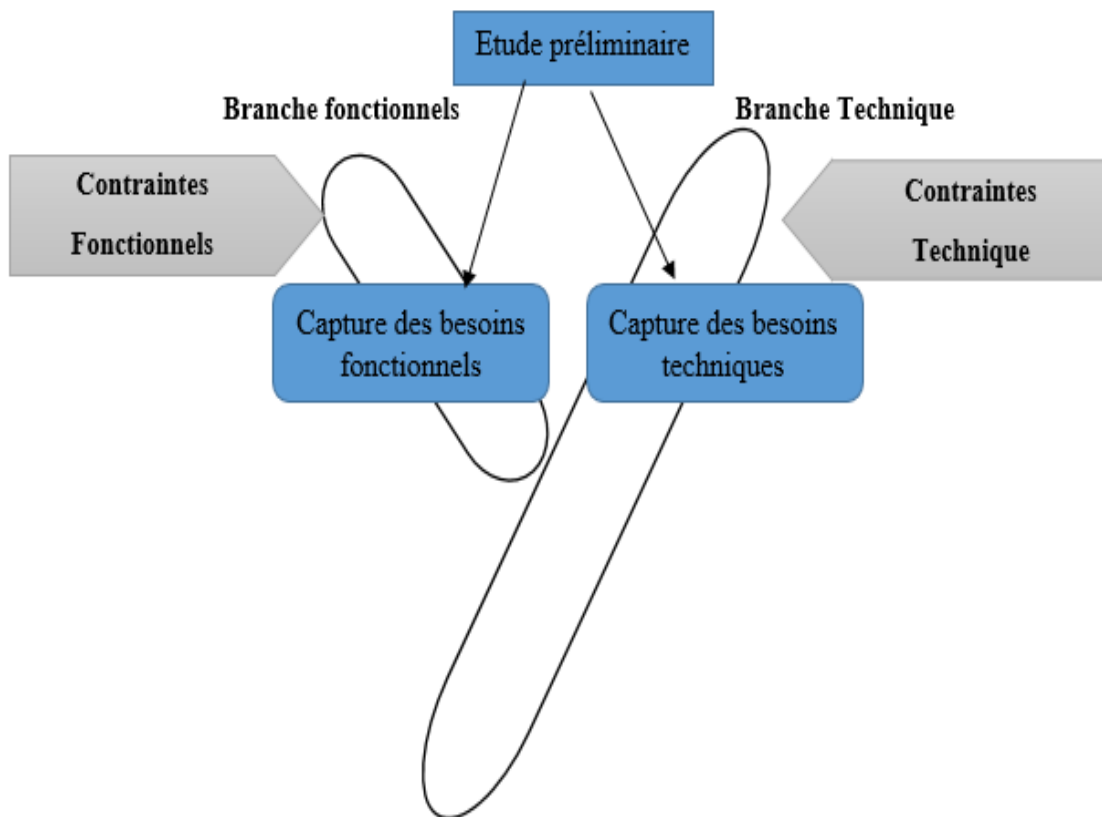 Etude préliminaire
Branche fonctionnels
Branche Technique
Contraintes
Fonctionnels
Contraintes
Technique
Capture des besoins
fonctionnels
Capture des besoins
techniques